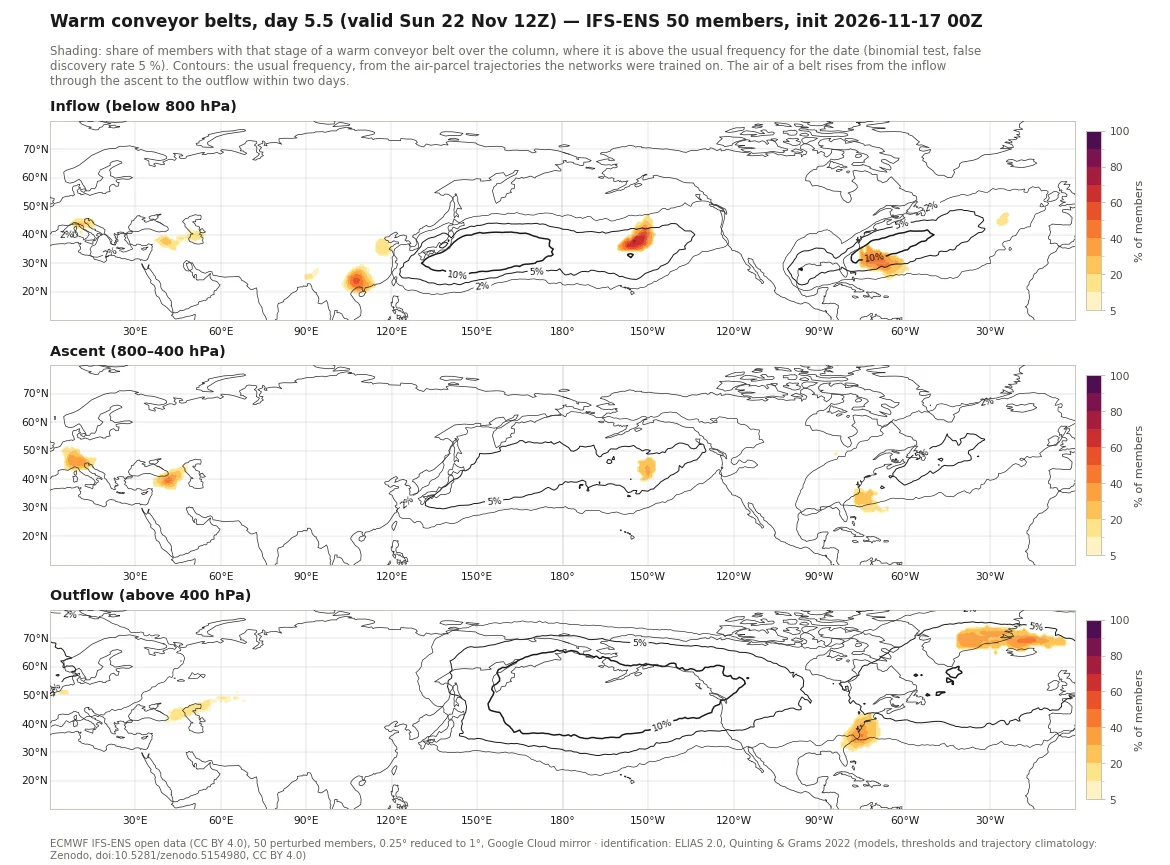 Warm conveyor belts, day 5.5 (valid Sun 22 Nov 12Z) — IFS-ENS 50 members, init 2026-11-17 00Z
Shading: share of members with that stage of a warm conveyor belt over the column, where it is above the usual frequency for the date (binomial test, false
discovery rate 5 %). Contours: the usual frequency, from the air-parcel trajectories the networks were trained on. The air of a belt rises from the inflow
through the ascent to the outflow within two days.
Inflow (below 800 hPa)
70°N
60°N
50°N
40°N
30°N
20°N
2%
2%
10%
5%
2%
2%
5%
10%
30°E
60°E
90°E
120°E
150°E
180°
150°W
120°W
90°W
60°W
30°W
100
80
60
40
20
5
% of members
Ascent (800–400 hPa)
70°N
60°N
50°N
40°N
30°N
20°N
2%
5%
2%
5%
30°E
60°E
90°E
120°E
150°E
180°
150°W
120°W
90°W
60°W
30°W
100
80
60
40
20
5
% of members
Outflow (above 400 hPa)
70°N
60°N
50°N
40°N
30°N
20°N
2%
5%
10%
2%
5%
30°E
60°E
90°E
120°E
150°E
180°
150°W
120°W
90°W
60°W
30°W
100
80
60
40
20
5
% of members
ECMWF IFS-ENS open data (CC BY 4.0), 50 perturbed members, 0.25° reduced to 1°, Google Cloud mirror · identification: ELIAS 2.0, Quinting & Grams 2022 (models, thresholds and trajectory climatology:
Zenodo, doi:10.5281/zenodo.5154980, CC BY 4.0)